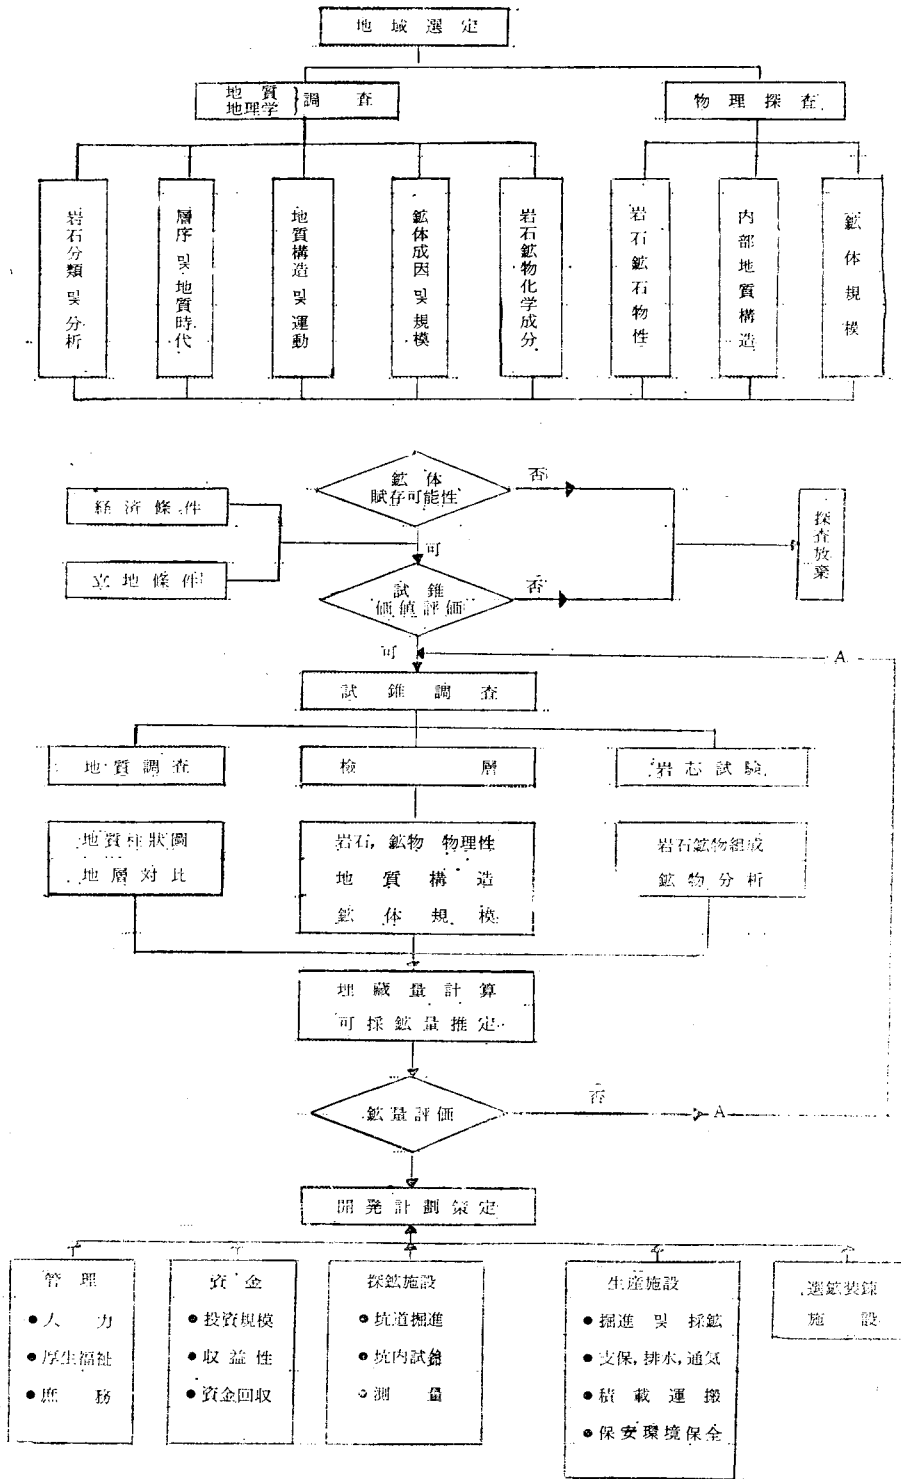 地域選定
地質
地理学
調査
物理探査
岩石分類 및 分析
層序 및 地質時代
地質構造 및 運動
鉱体成因 및 規模
岩石鉱物化学成分
岩石鉱石物性
内部地質構造
鉱体規模
鉱体
賦存可能性
否
経済條件
可
立地條件
試錐
価値評価
否
探査放棄
可
A
試錐調査
地質調査
検層
岩芯試験
地質柱狀圖
地層対比
岩石, 鉱物 物理性
地質構造
鉱体規模
岩石鉱物組成
鉱物分析
埋蔵量計算
可採鉱量推定
鉱量評価
否
A
開発計劃策定
管理
●人力
●厚生福祉
●庶務
資金
●投資規模
●収益性
●資金回収
探鉱施設
●坑道掘進
●坑内試錐
●測量
生産施設
●掘進 및 採鉱
●支保, 排水, 通気
●積載運搬
●保安環境保全
選鉱製錬
施設